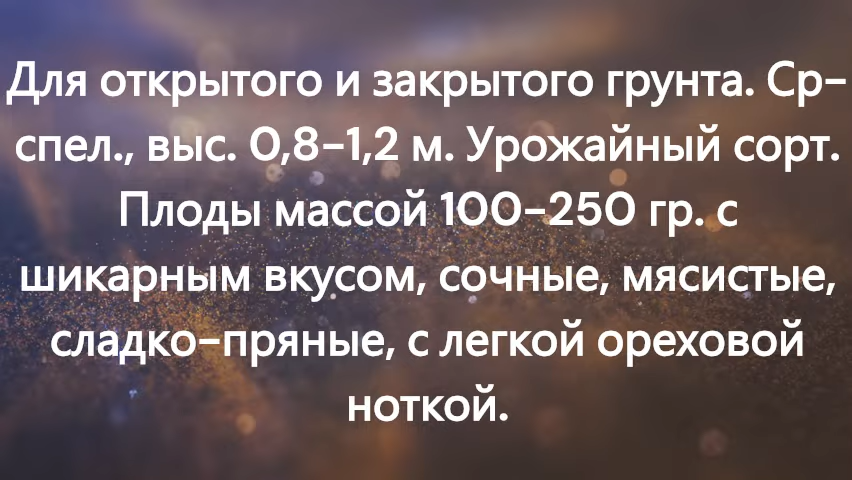 Для открытого и закрытого грунта. Ср-
спел., выс. 0,8-1,2 м. Урожайный сорт.
Плоды массой 100-250 гр. с
шикарным вкусом, сочные, мясистые,
сладко-пряные, с легкой ореховой
ноткой.